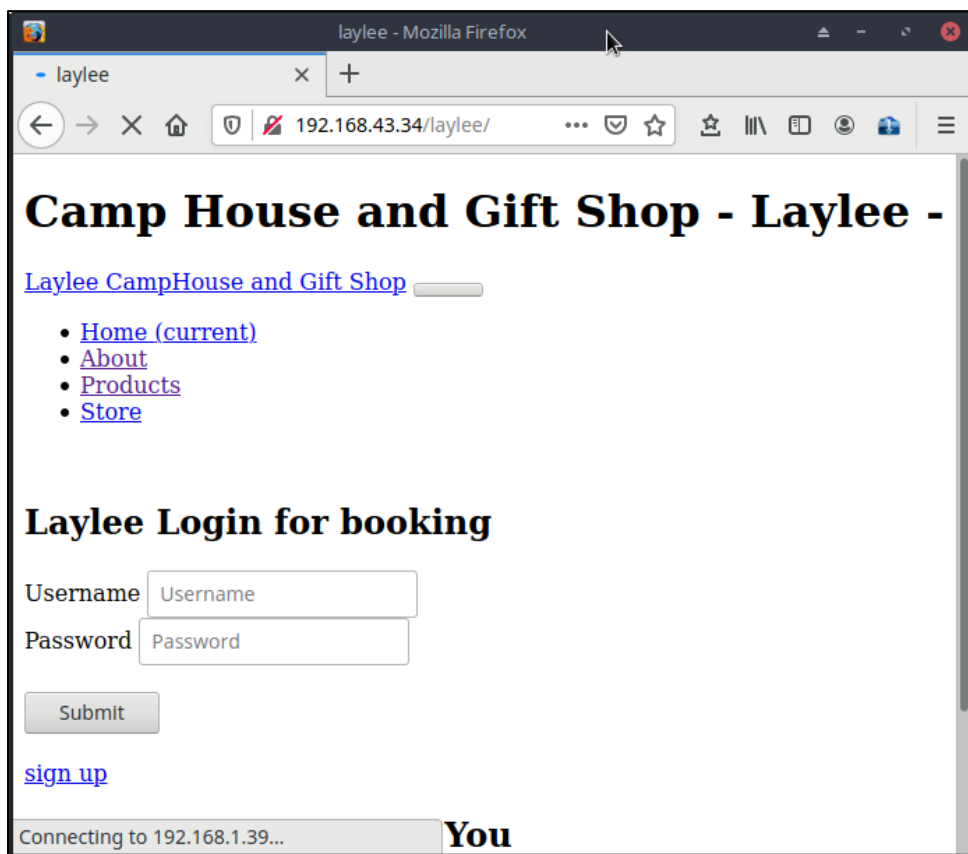 laylee - Mozilla Firefox
laylee
192.168.43.34/laylee/
Camp House and Gift Shop - Laylee -
Laylee CampHouse and Gift Shop
Home (current)
About
Products
Store
Laylee Login for booking
Username Username
Password Password
Submit
sign up
You
Connecting to 192.168.1.39...